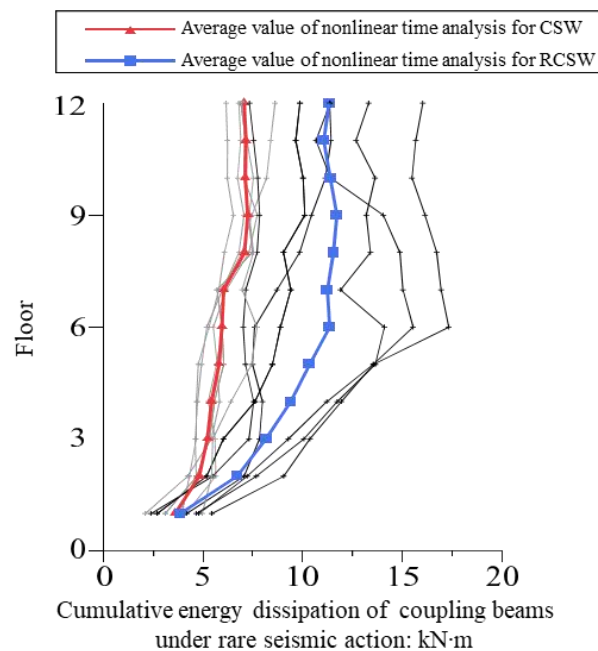 Average value of nonlinear time analysis for CSW
Average value of nonlinear time analysis for RCSW
12
9
6
3
0
Floor
0 5 10 15 20
Cumulative energy dissipation of coupling beams
under rare seismic action: kN·m